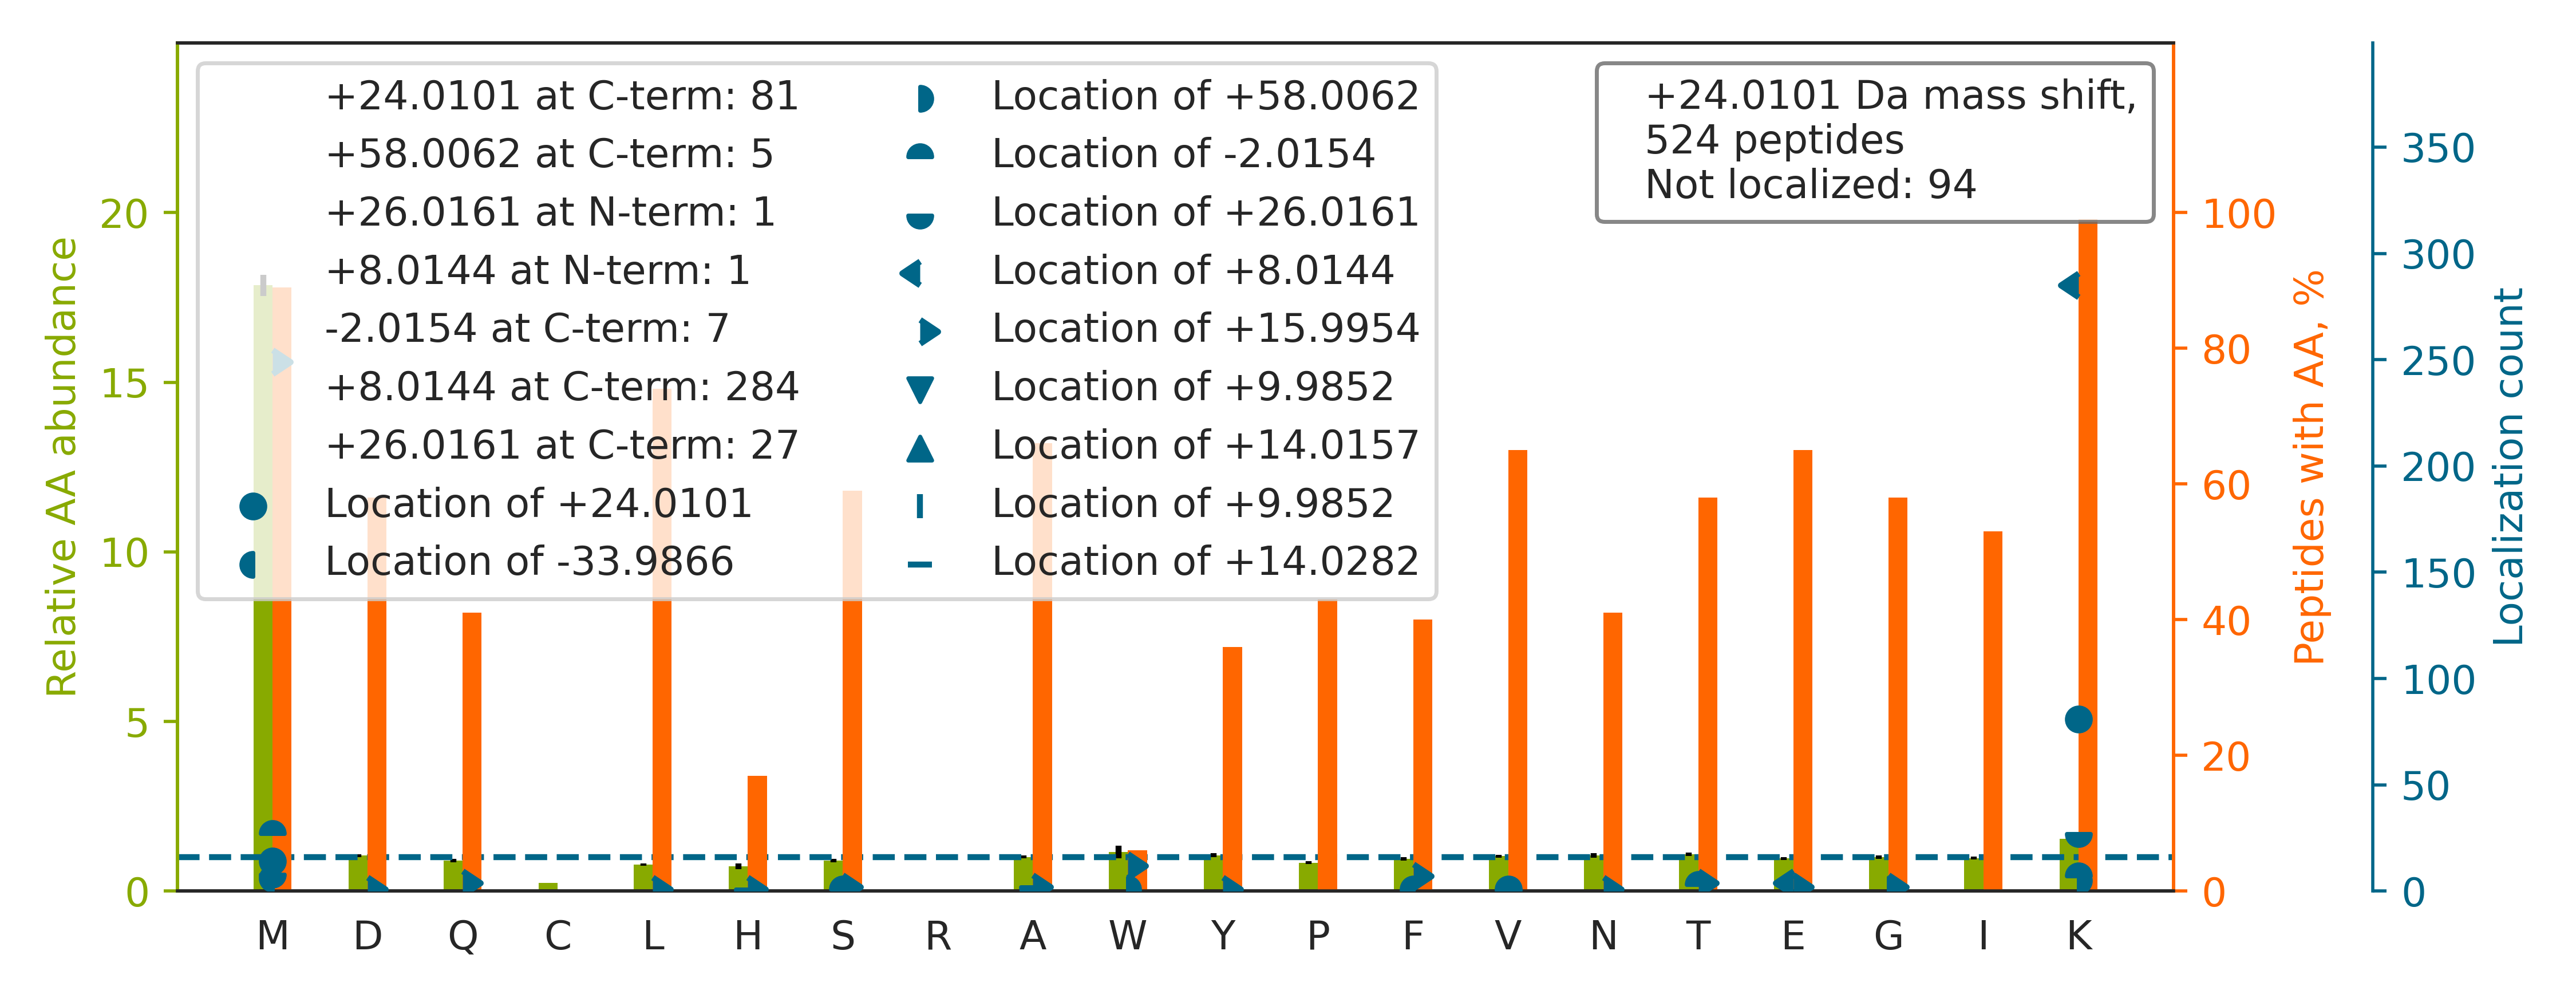 +24.0101 at C-term: 81
+58.0062 at C-term: 5
+26.0161 at N-term: 1
+8.0144 at N-term: 1
-2.0154 at C-term: 7
+8.0144 at C-term: 284
+26.0161 at C-term: 27
Location of +24.0101
Location of -33.9866
Location of +58.0062
Location of -2.0154
Location of +26.0161
Location of +8.0144
Location of +15.9954
Location of +9.9852
Location of +14.0157
Location of +9.9852
Location of +14.0282
+24.0101 Da mass shift,
524 peptides
Not localized: 94
Relative AA abundance
20
15
10
5
0
M D Q C L H S R A W Y P F V N T E G I K
100
80
60
40
20
0
Peptides with AA, %
350
300
250
200
150
100
50
0
Localization count